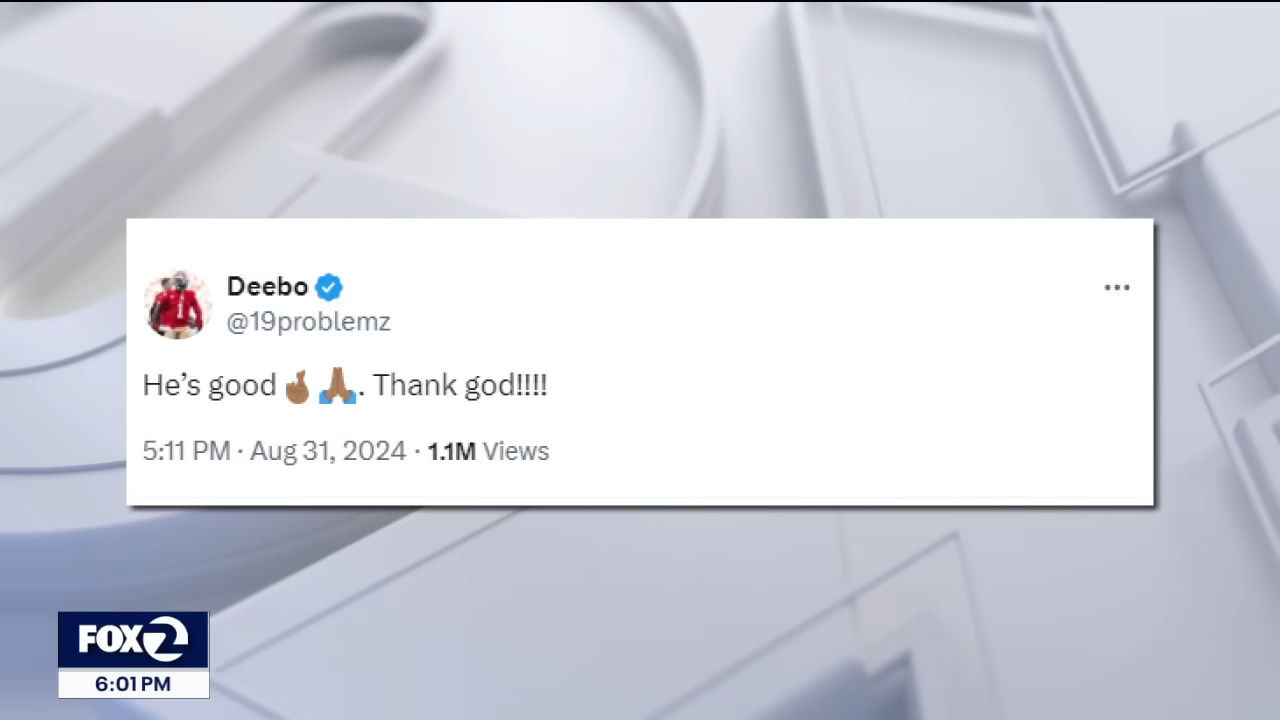 Deebo
@19problemz
He’s good 🤞🏾🙏🏾. Thank god!!!!
5:11 PM · Aug 31, 2024 · 1.1M Views
FOX 2
6:01 PM